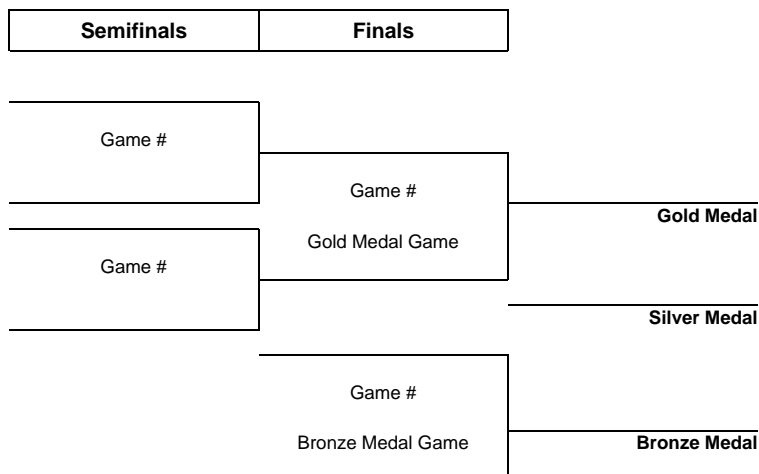 Semifinals Finals
Game #
Game #
Gold Medal
Gold Medal Game
Game #
Silver Medal
Game #
Bronze Medal Game Bronze Medal